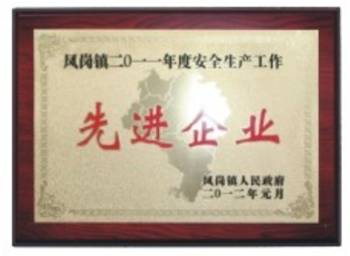 凤岗镇二〇一一年度安全生产工作
先进企业
凤岗镇人民政府
二〇一二年元月